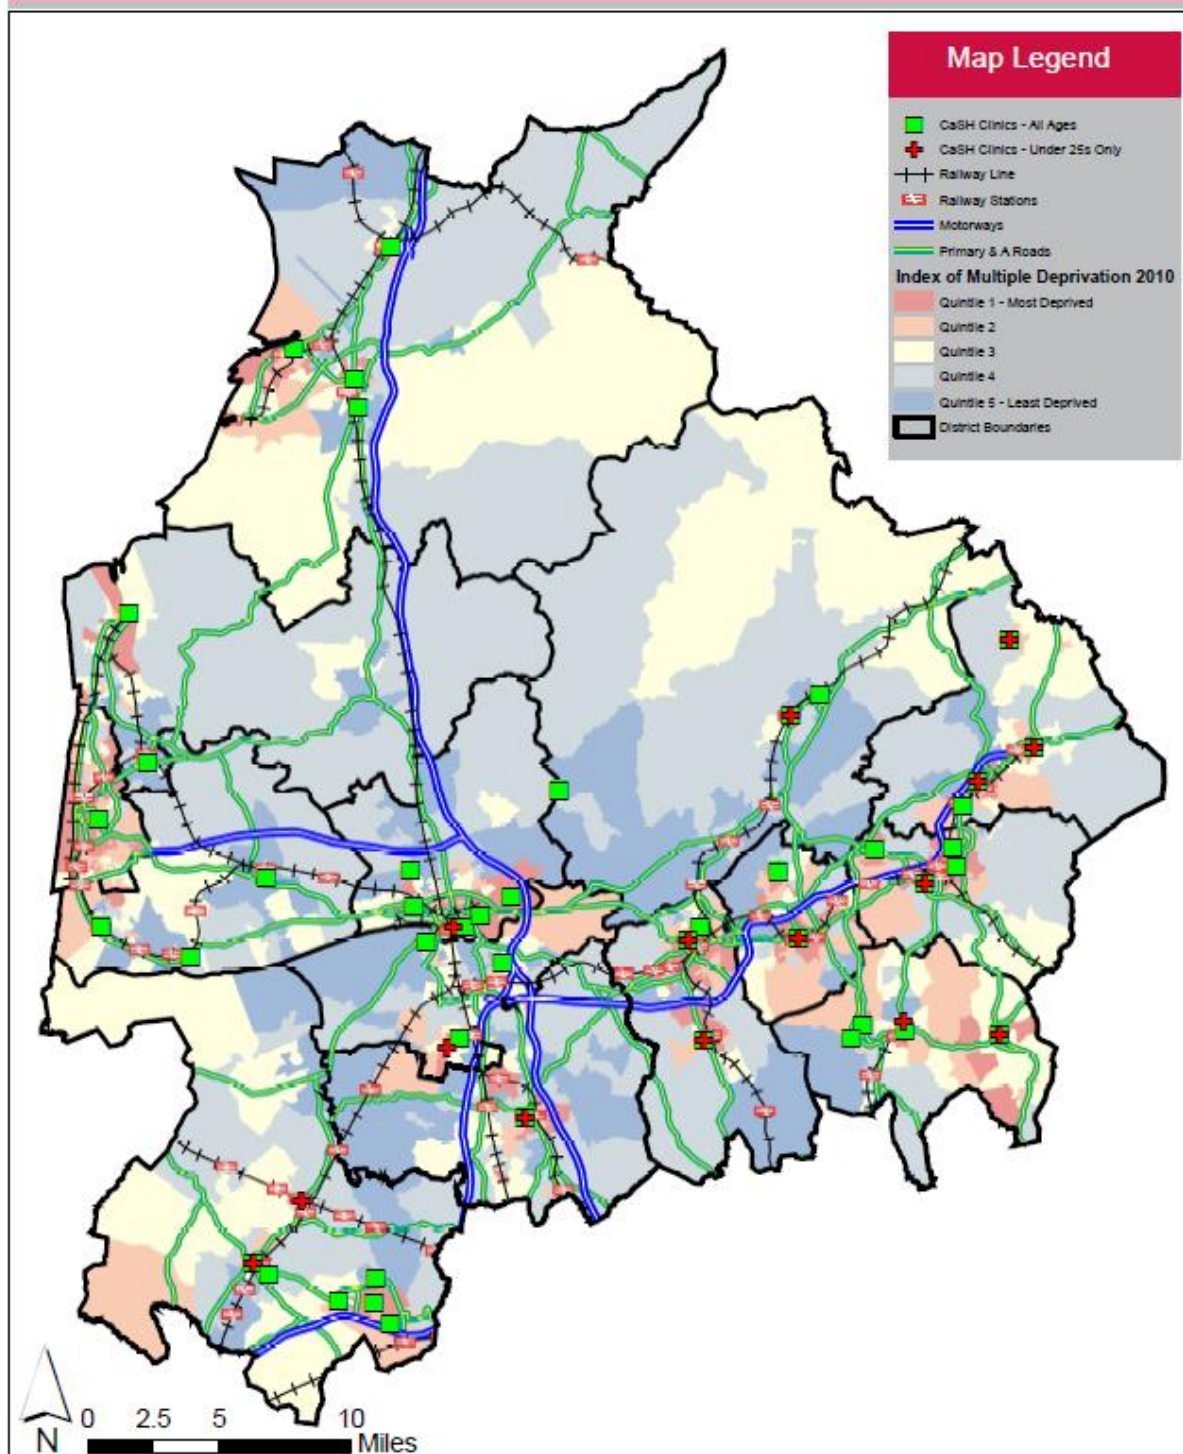 Map Legend
CaSH Clinics - All Ages
CaSH Clinics - Under 25s Only
Railway Line
Railway Stations
Motorways
Primary & A Roads
Index of Multiple Deprivation 2010
Quintile 1 - Most Deprived
Quintile 2
Quintile 3
Quintile 4
Quintile 5 - Least Deprived
District Boundaries
N
0 2.5 5 10
Miles